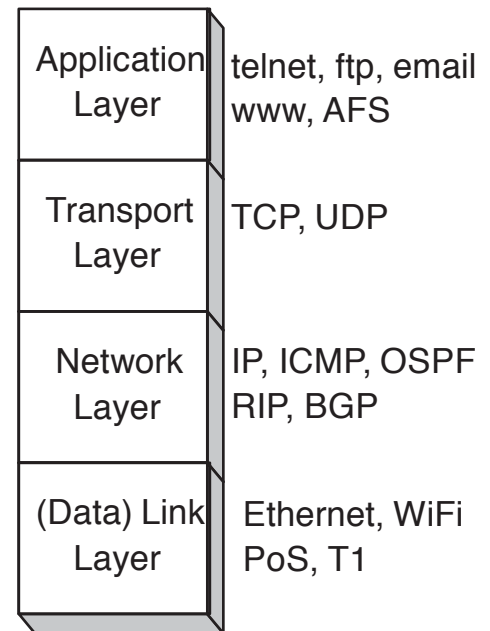 Application
Layer
telnet, ftp, email
www, AFS
Transport
Layer
TCP, UDP
Network
Layer
IP, ICMP, OSPF
RIP, BGP
(Data) Link
Layer
Ethernet, WiFi
PoS, T1